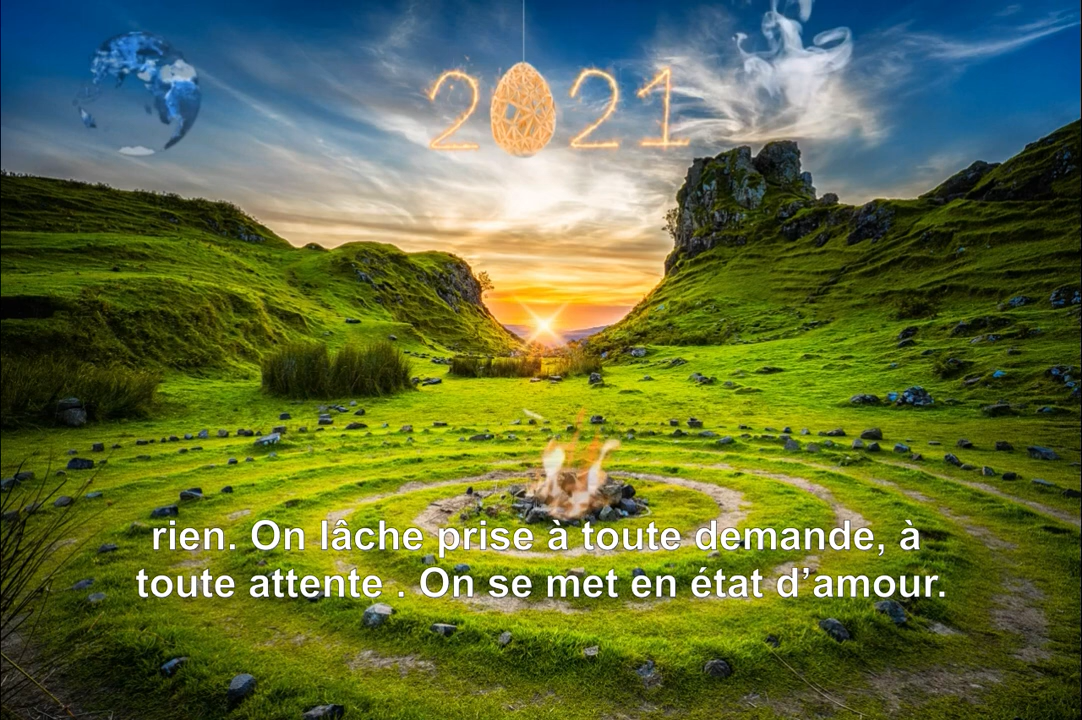 2021
rien. On lâche prise à toute demande, à
toute attente . On se met en état d’amour.